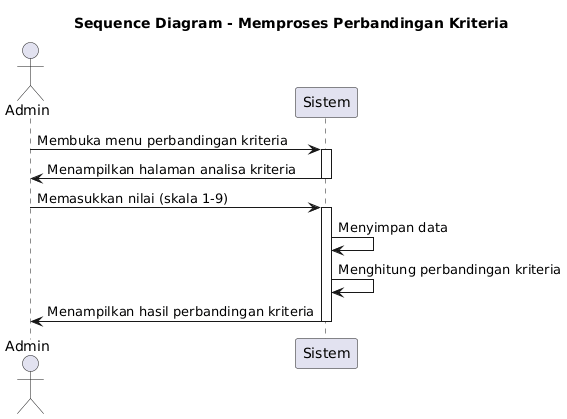 Sequence Diagram - Memproses Perbandingan Kriteria
Admin
Sistem
Membuka menu perbandingan kriteria
Menampilkan halaman analisa kriteria
Memasukkan nilai (skala 1-9)
Menyimpan data
Menghitung perbandingan kriteria
Menampilkan hasil perbandingan kriteria
Admin
Sistem